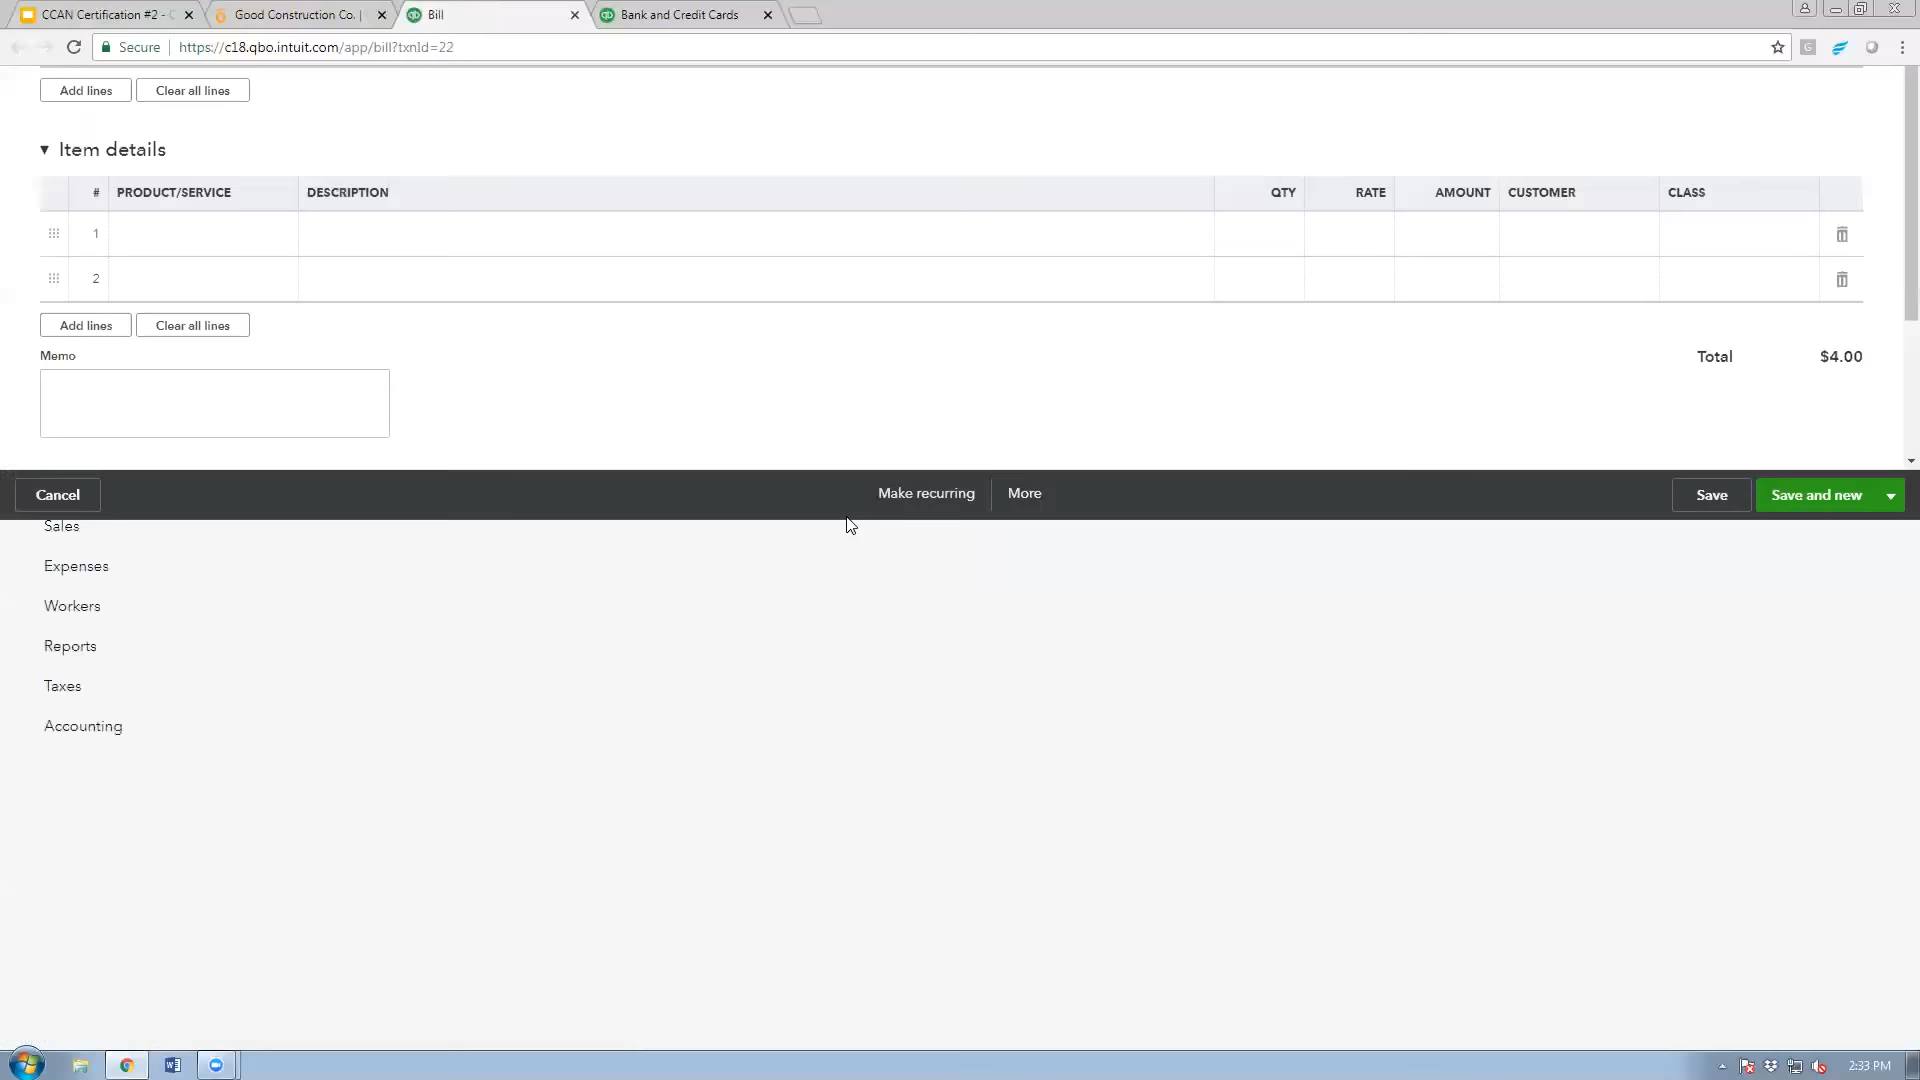 CCAN Certification #2 - C
Good Construction Co. |
Bill
Bank and Credit Cards
Secure
https://c18.qbo.intuit.com/app/bill?txnId=22
Add lines
Clear all lines
Item details
# PRODUCT/SERVICE DESCRIPTION QTY RATE AMOUNT CUSTOMER CLASS
1
2
Add lines
Clear all lines
Memo
Total $4.00
Cancel
Make recurring
More
Save
Save and new
Sales
Expenses
Workers
Reports
Taxes
Accounting
2:33 PM